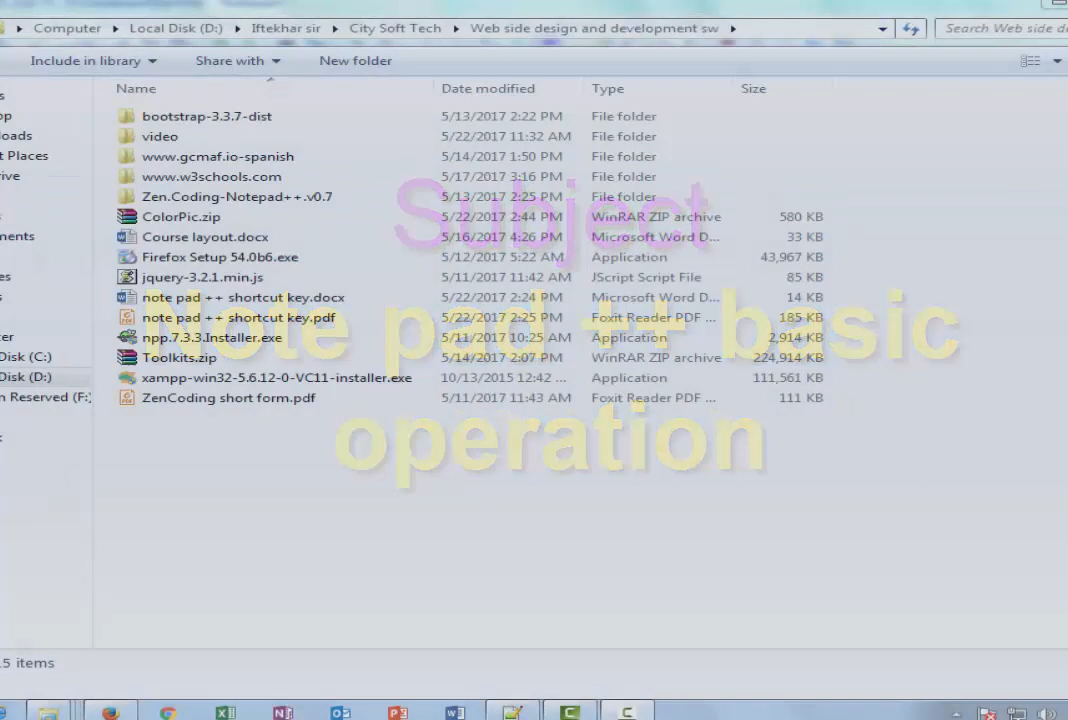 Computer ▸ Local Disk (D:) ▸ Iftekhar sir ▸ City Soft Tech ▸ Web side design and development sw ▸ Search Web side de
Include in library Share with New folder
Name Date modified Type Size
bootstrap-3.3.7-dist 5/13/2017 2:22 PM File folder
video 5/22/2017 11:32 AM File folder
www.gcmaf.io-spanish 5/14/2017 1:50 PM File folder
www.w3schools.com 5/17/2017 3:16 PM File folder
Zen.Coding-Notepad++.v0.7 5/13/2017 2:25 PM File folder
ColorPic.zip 5/22/2017 2:44 PM WinRAR ZIP archive 580 KB
Course layout.docx 5/16/2017 4:26 PM Microsoft Word D... 33 KB
Firefox Setup 54.0b6.exe 5/12/2017 5:22 AM Application 43,967 KB
jquery-3.2.1.min.js 5/11/2017 11:42 AM JScript Script File 85 KB
note pad ++ shortcut key.docx 5/22/2017 2:24 PM Microsoft Word D... 14 KB
note pad ++ shortcut key.pdf 5/22/2017 2:25 PM Foxit Reader PDF ... 185 KB
npp.7.3.3.Installer.exe 5/11/2017 10:25 AM Application 2,914 KB
Toolkits.zip 5/14/2017 2:07 PM WinRAR ZIP archive 224,914 KB
xampp-win32-5.6.12-0-VC11-installer.exe 10/13/2015 12:42 ... Application 111,561 KB
ZenCoding short form.pdf 5/11/2017 11:43 AM Foxit Reader PDF ... 111 KB
s
op
loads
t Places
rive
ments
es
s
ter
Disk (C:)
Disk (D:)
n Reserved (F:)
Subject
Note pad ++ basic
operation
5 items